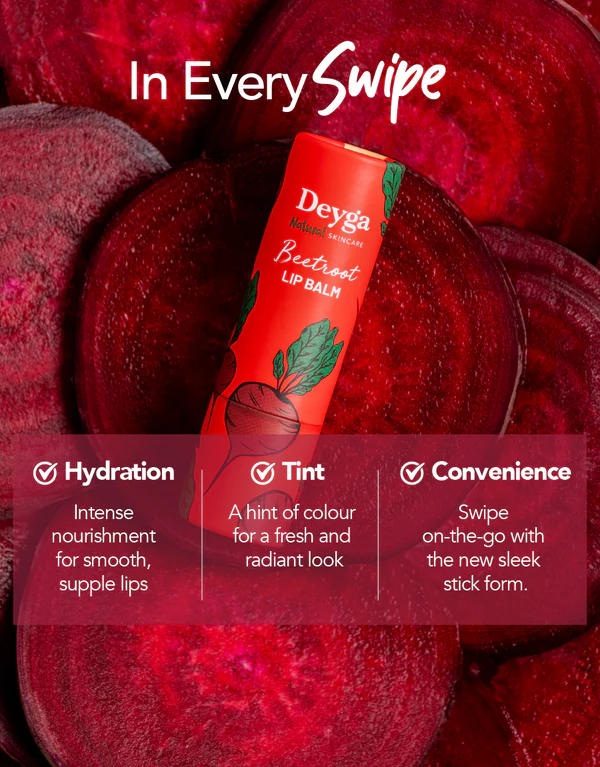 In Every Swipe
Deyga
Natural SKINCARE
Beetroot
LIP BALM
Hydration
Intense
nourishment
for smooth,
supple lips
Tint
A hint of colour
for a fresh and
radiant look
Convenience
Swipe
on-the-go with
the new sleek
stick form.